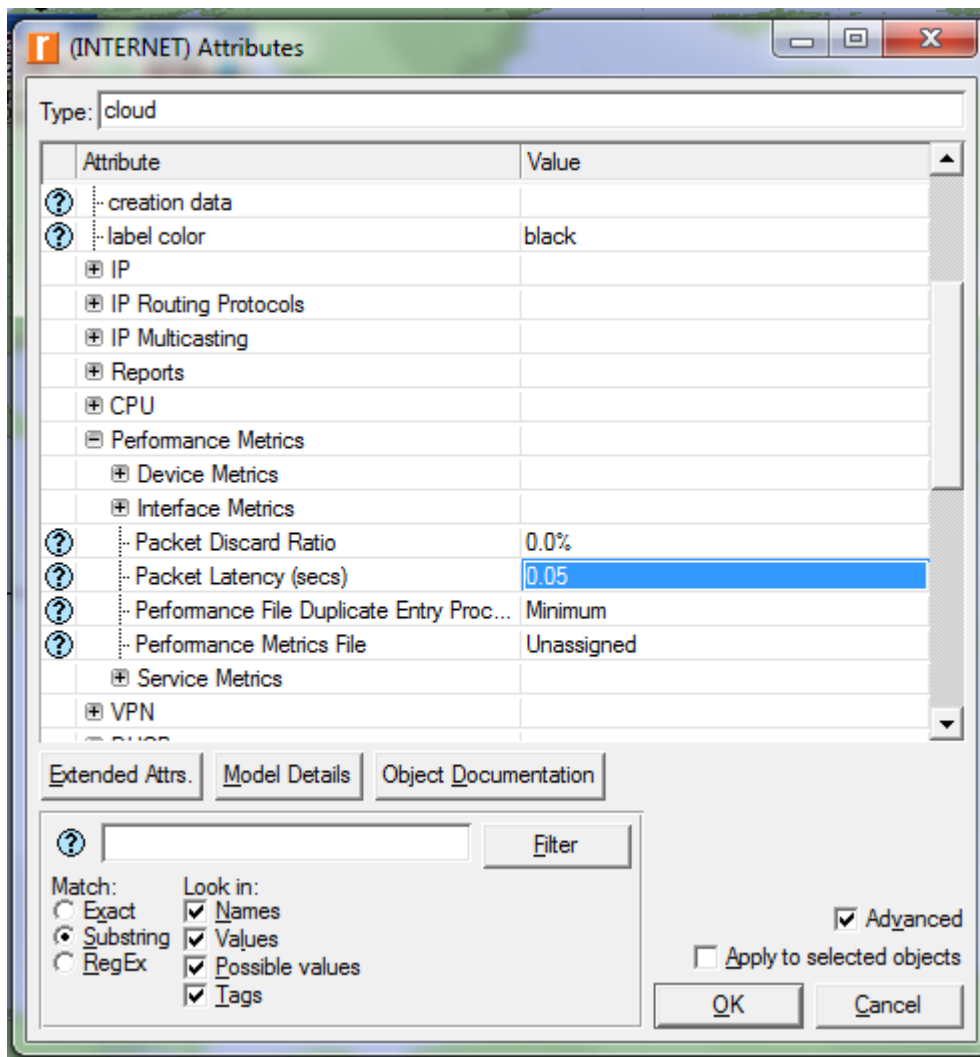 (INTERNET) Attributes
Type: cloud
Attribute Value
creation data
label color black
IP
IP Routing Protocols
IP Multicasting
Reports
CPU
Performance Metrics
Device Metrics
Interface Metrics
Packet Discard Ratio 0.0%
Packet Latency (secs) 0.05
Performance File Duplicate Entry Proc... Minimum
Performance Metrics File Unassigned
Service Metrics
VPN
Extended Attrs. Model Details Object Documentation
Filter
Match: Look in:
Exact Names
Substring Values
RegEx Possible values
Tags
Advanced
Apply to selected objects
OK Cancel